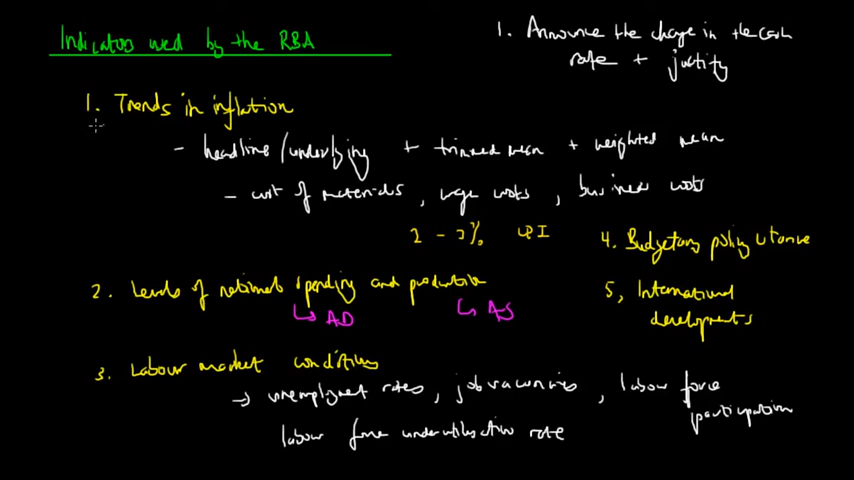 Indicators used by the RBA
1. Announce the change in the cash
rate + justify
1. Trends in inflation
- headline / underlying + trimmed mean + weighted mean
- cost of materials, wage costs, business costs
2 - 3% CPI
4. Budgetary policy stance
5, International
developments
2. Levels of national spending and production
↳ AD ↳ AS
3. Labour market conditions
→ unemployment rates, job vacancies, labour force
participation
labour force underutilisation rate